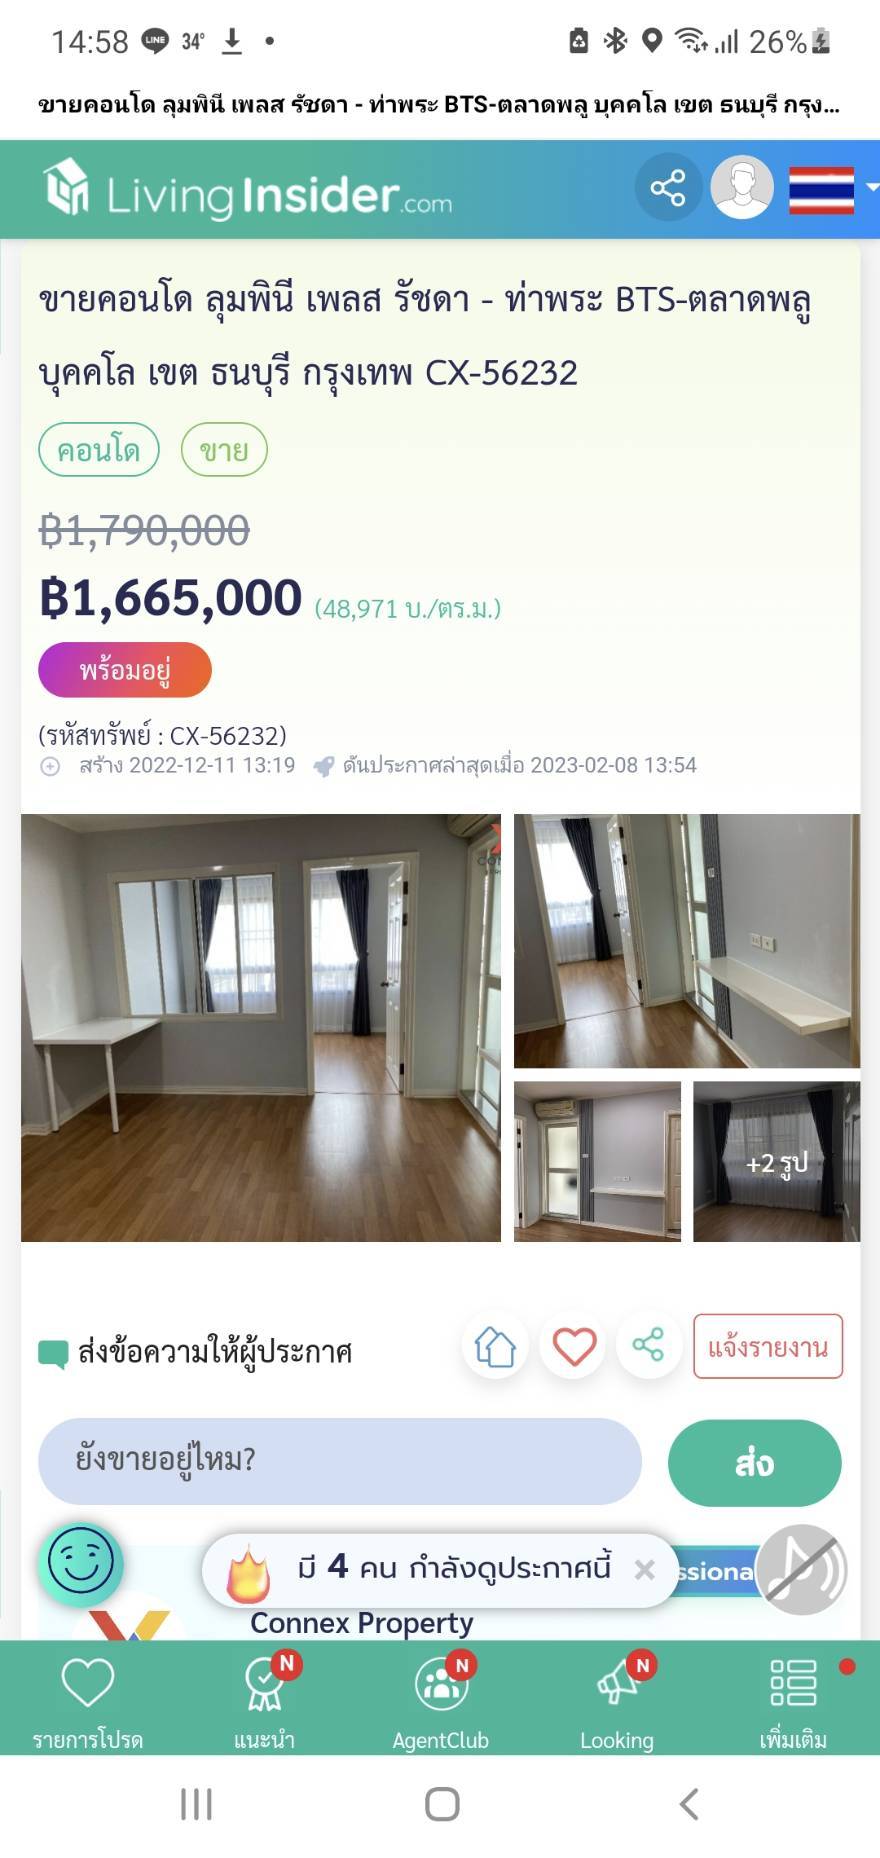 14:58 LINE 34° 26%
ขายคอนโด ลุมพินี เพลส รัชดา - ท่าพระ BTS-ตลาดพลู บุคคโล เขต ธนบุรี กรุง...
LivingInsider.com
ขายคอนโด ลุมพินี เพลส รัชดา - ท่าพระ BTS-ตลาดพลู
บุคคโล เขต ธนบุรี กรุงเทพ CX-56232
คอนโด ขาย
฿1,790,000
฿1,665,000 (48,971 บ./ตร.ม.)
พร้อมอยู่
(รหัสทรัพย์ : CX-56232)
สร้าง 2022-12-11 13:19 ดันประกาศล่าสุดเมื่อ 2023-02-08 13:54
+2 รูป
ส่งข้อความให้ผู้ประกาศ แจ้งรายงาน
ยังขายอยู่ไหม? ส่ง
มี 4 คน กำลังดูประกาศนี้ × ssiona
Connex Property
N N N
รายการโปรด แนะนำ AgentClub Looking เพิ่มเติม